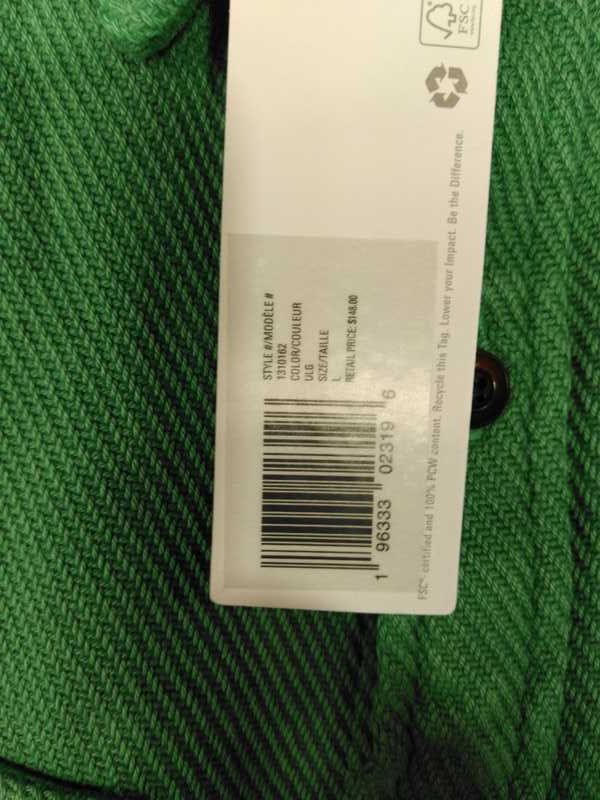 FSC
STYLE #/MODÈLE #
1310162
COLOR/COULEUR
ULG
SIZE/TAILLE
L
RETAIL PRICE: $148.00
1 96333 02319 6
FSC®- certified and 100% PCW content. Recycle this Tag. Lower your Impact. Be the Difference.